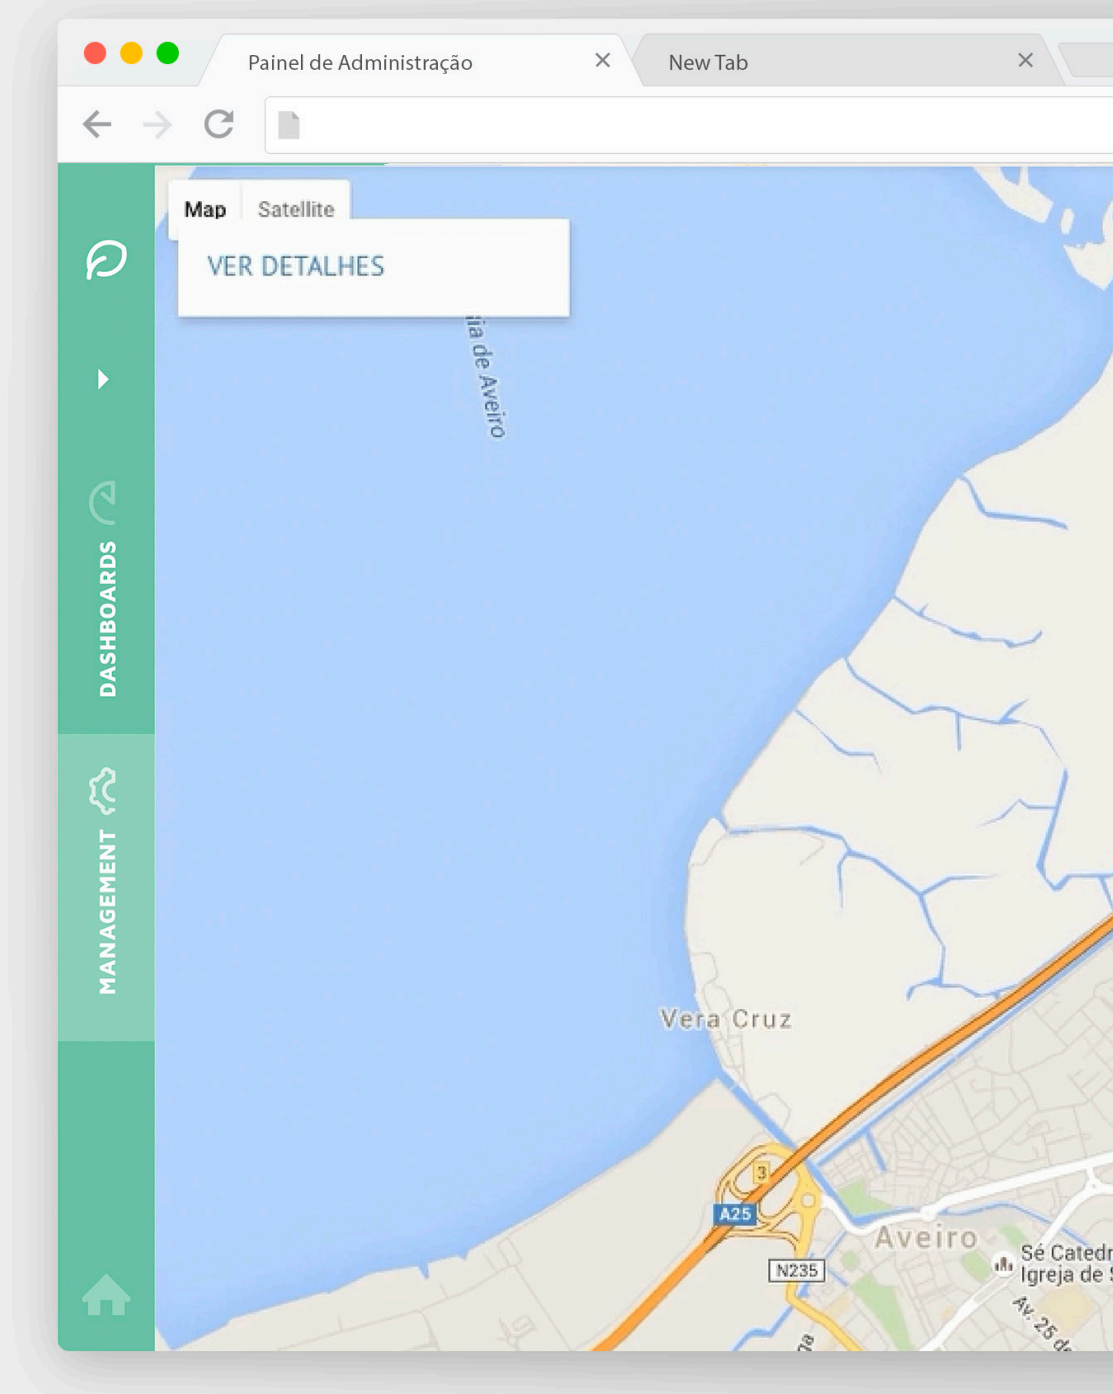 Painel de Administração
New Tab
Map
Satellite
VER DETALHES
de Aveiro
DASHBOARDS
MANAGEMENT
Vera Cruz
3
A25
N235
Aveiro
Sé Catedr
Igreja de S
Av. 25 de